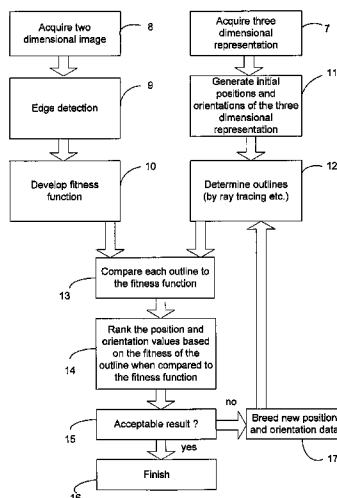 Acquire two
dimensional image
8
Acquire three
dimensional
representation
7
Edge detection
9
Generate initial
positions and
orientations of the three
dimensional
representation
11
Develop fitness
function
10
Determine outlines
(by ray tracing etc.)
12
Compare each outline to
the fitness function
13
Rank the position and
orientation values based
on the fitness of the
outline when compared to
the fitness function
14
Acceptable result ?
15
no
Breed new position
and orientation data
17
yes
Finish
16